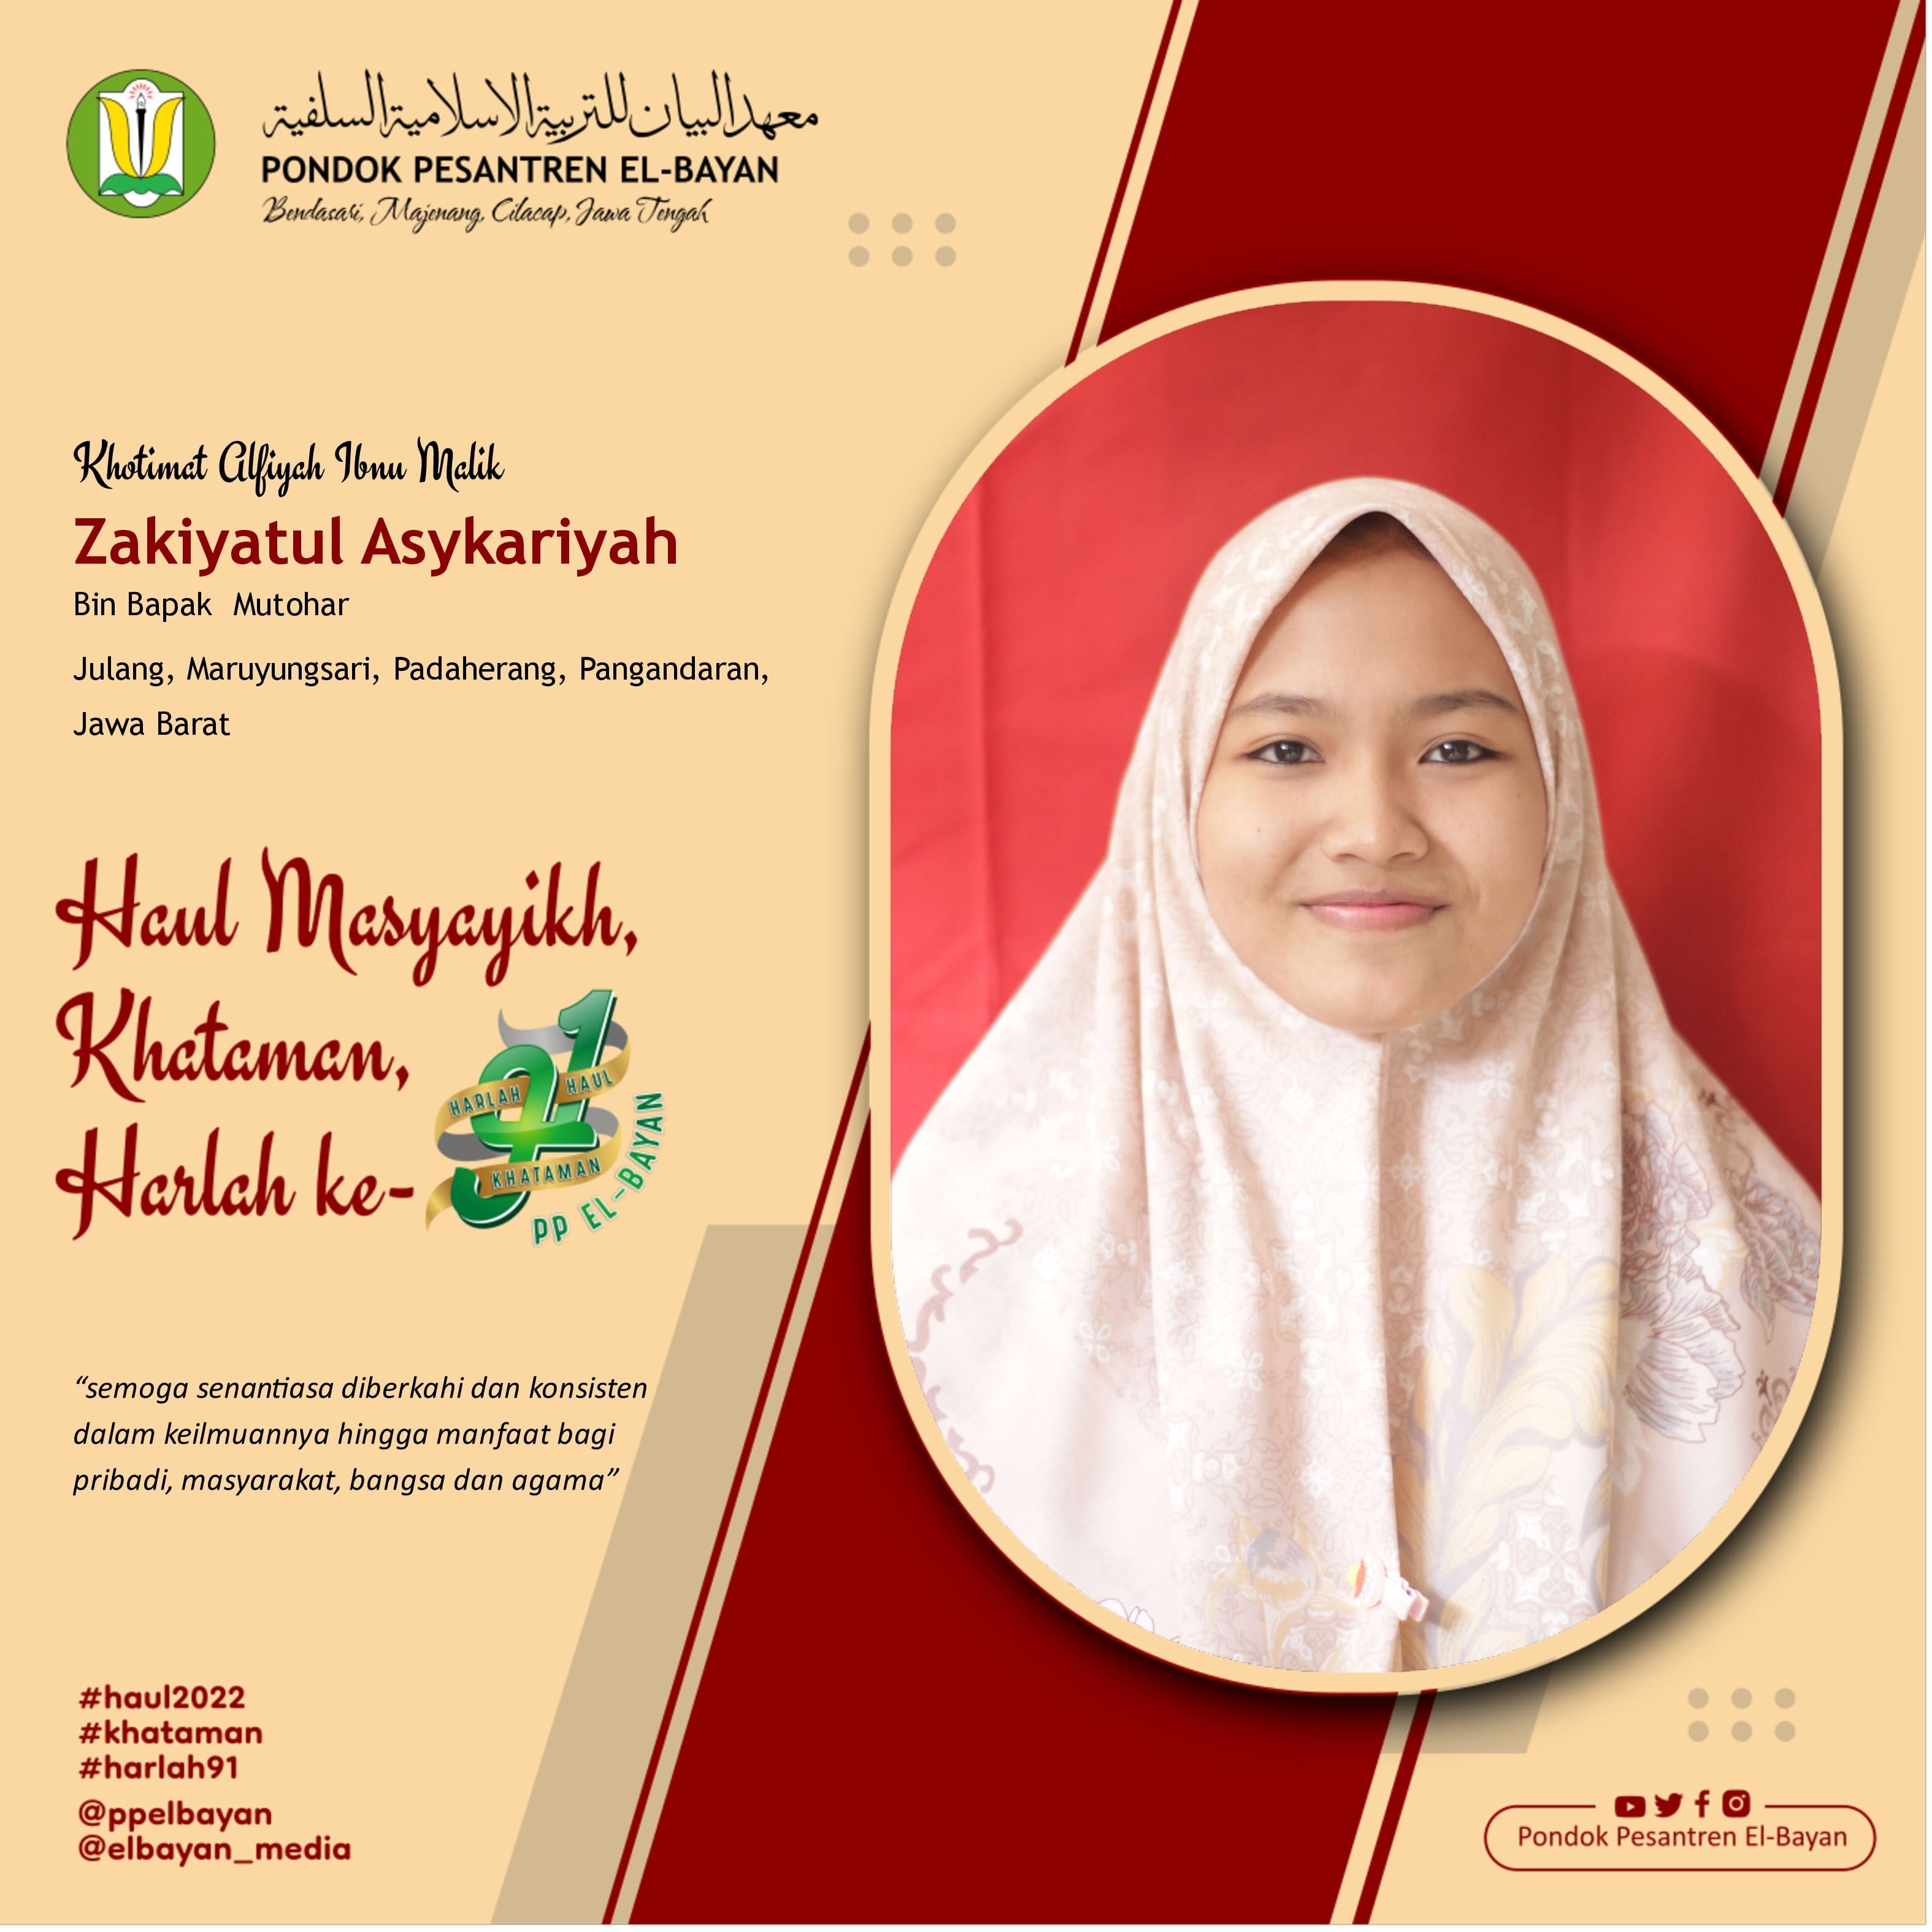 معهد البيان للتربية الاسلامية السلفية
PONDOK PESANTREN EL-BAYAN
Bendasari, Majenang, Cilacap, Jawa Tengah
Khotimat Alfiyah Ibnu Malik
Zakiyatul Asykariyah
Bin Bapak  Mutohar
Julang, Maruyungsari, Padaherang, Pangandaran,
Jawa Barat
Haul Masyayikh,
Khataman,
Harlah ke-
91
HARLAH HAUL
KHATAMAN
PP EL-BAYAN
“semoga senantiasa diberkahi dan konsisten
dalam keilmuannya hingga manfaat bagi
pribadi, masyarakat, bangsa dan agama”
#haul2022
#khataman
#harlah91
@ppelbayan
@elbayan_media
Pondok Pesantren El-Bayan